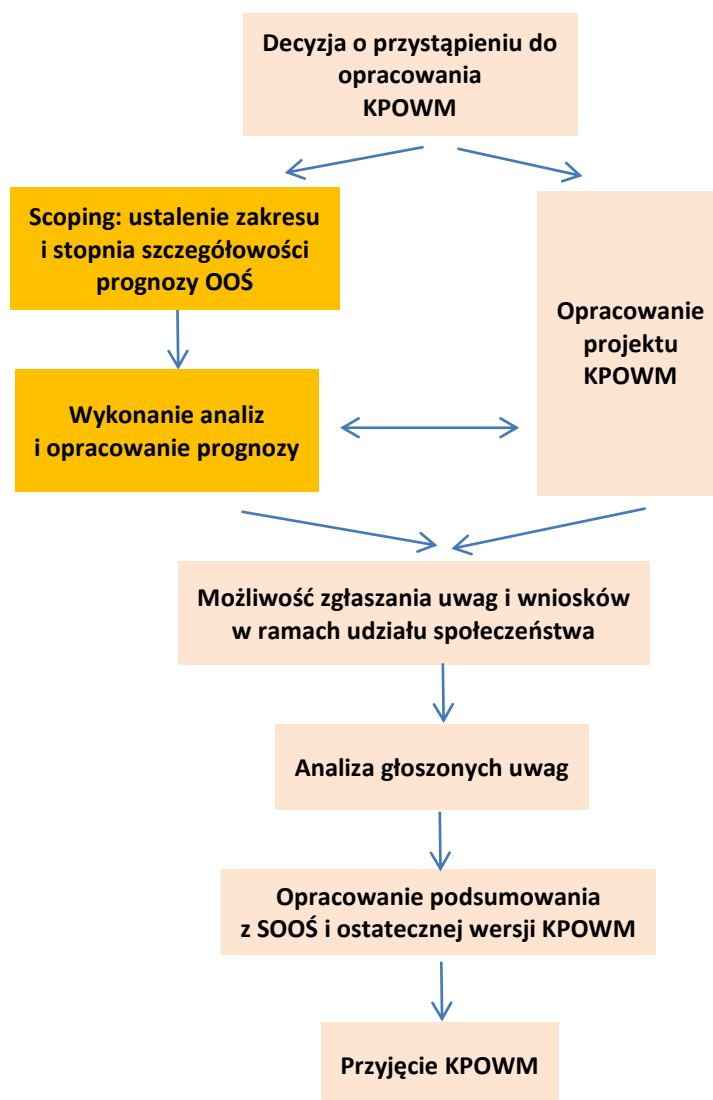 Decyzja o przystąpieniu do
opracowania
KPOWM
Scoping: ustalenie zakresu
i stopnia szczegółowości
prognozy OOŚ
Opracowanie
projektu
KPOWM
Wykonanie analiz
i opracowanie prognozy
Możliwość zgłaszania uwag i wniosków
w ramach udziału społeczeństwa
Analiza głoszonych uwag
Opracowanie podsumowania
z SOOŚ i ostatecznej wersji KPOWM
Przyjęcie KPOWM